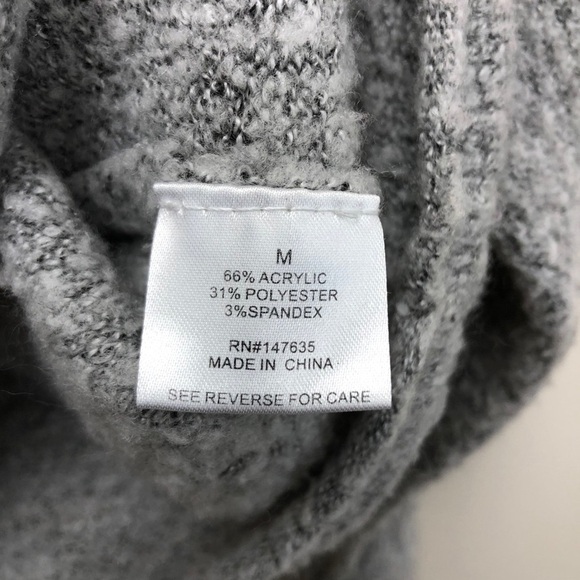 M
66% ACRYLIC
31% POLYESTER
3%SPANDEX
RN#147635
MADE IN CHINA
SEE REVERSE FOR CARE